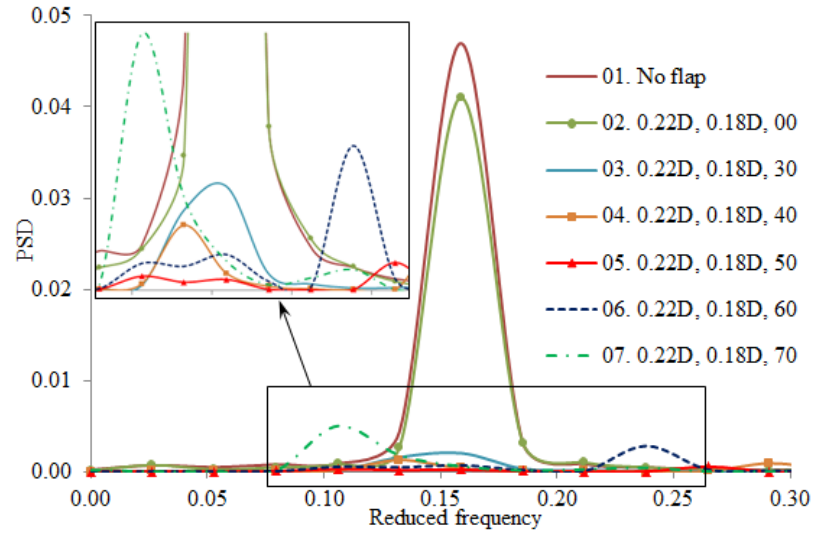 0.05
0.04
0.03
0.02
0.01
0.00
PSD
01. No flap
02. 0.22D, 0.18D, 00
03. 0.22D, 0.18D, 30
04. 0.22D, 0.18D, 40
05. 0.22D, 0.18D, 50
06. 0.22D, 0.18D, 60
07. 0.22D, 0.18D, 70
0.00 0.05 0.10 0.15 0.20 0.25 0.30
Reduced frequency